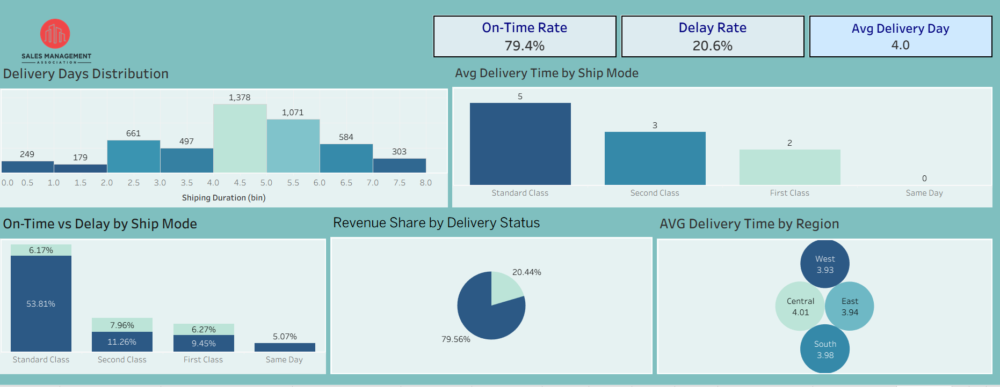 SALES MANAGEMENT
ASSOCIATION
On-Time Rate
79.4%
Delay Rate
20.6%
Avg Delivery Day
4.0
Delivery Days Distribution
249
179
661
497
1,378
1,071
584
303
0.0 0.5 1.0 1.5 2.0 2.5 3.0 3.5 4.0 4.5 5.0 5.5 6.0 6.5 7.0 7.5 8.0
Shiping Duration (bin)
Avg Delivery Time by Ship Mode
5
3
2
0
Standard Class Second Class First Class Same Day
On-Time vs Delay by Ship Mode
6.17%
53.81%
7.96%
11.26%
6.27%
9.45%
5.07%
Standard Class Second Class First Class Same Day
Revenue Share by Delivery Status
20.44%
79.56%
AVG Delivery Time by Region
West
3.93
Central
4.01
East
3.94
South
3.98